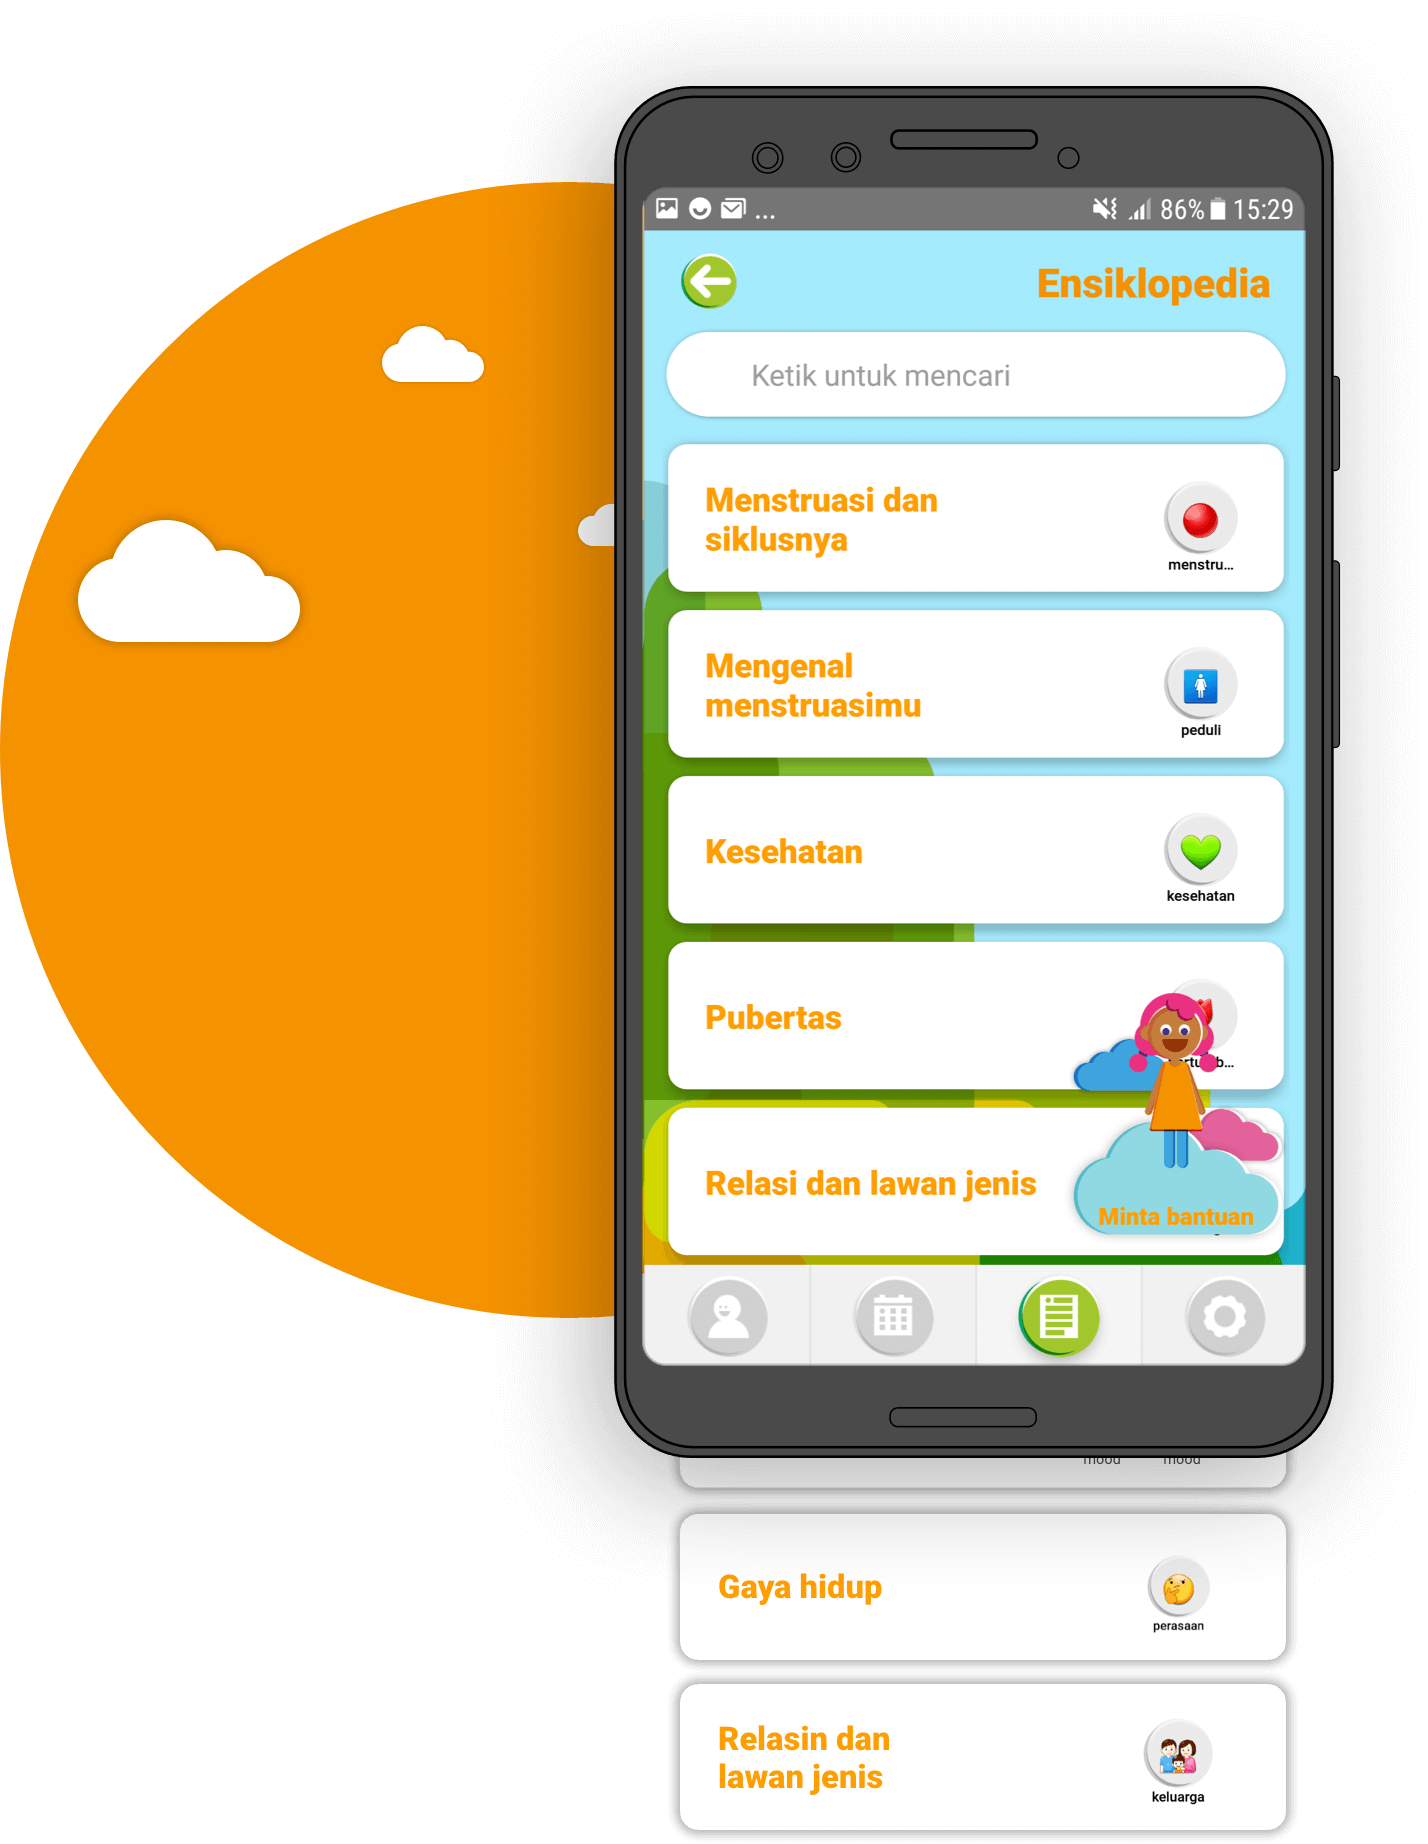 ... 86% 15:29
Ensiklopedia
Ketik untuk mencari
Menstruasi dan
siklusnya
menstru...
Mengenal
menstruasimu
peduli
Kesehatan
kesehatan
Pubertas
Relasi dan lawan jenis
Minta bantuan
mood mood
Gaya hidup
perasaan
Relasin dan
lawan jenis
keluarga